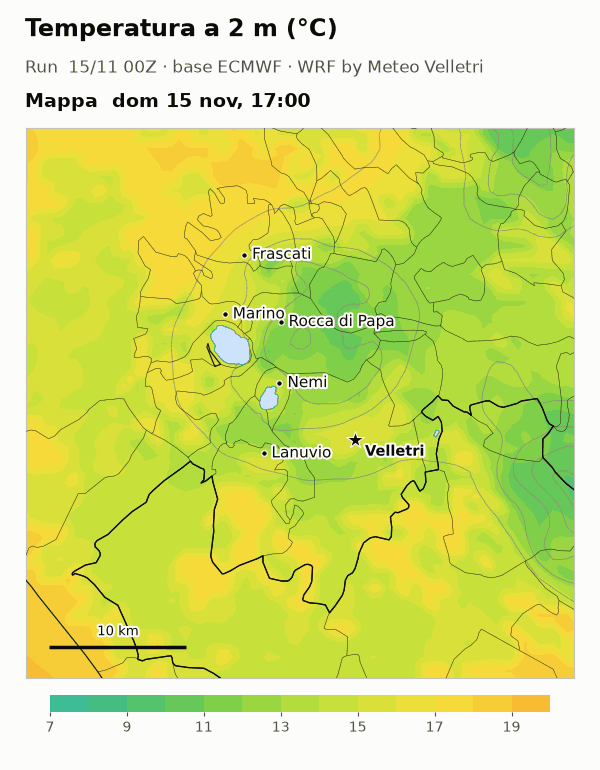 Temperatura a 2 m (°C)
Run  15/11 00Z · base ECMWF · WRF by Meteo Velletri
Mappa  dom 15 nov, 17:00
Frascati
Marino
Rocca di Papa
Nemi
Velletri
Lanuvio
10 km
7 9 11 13 15 17 19